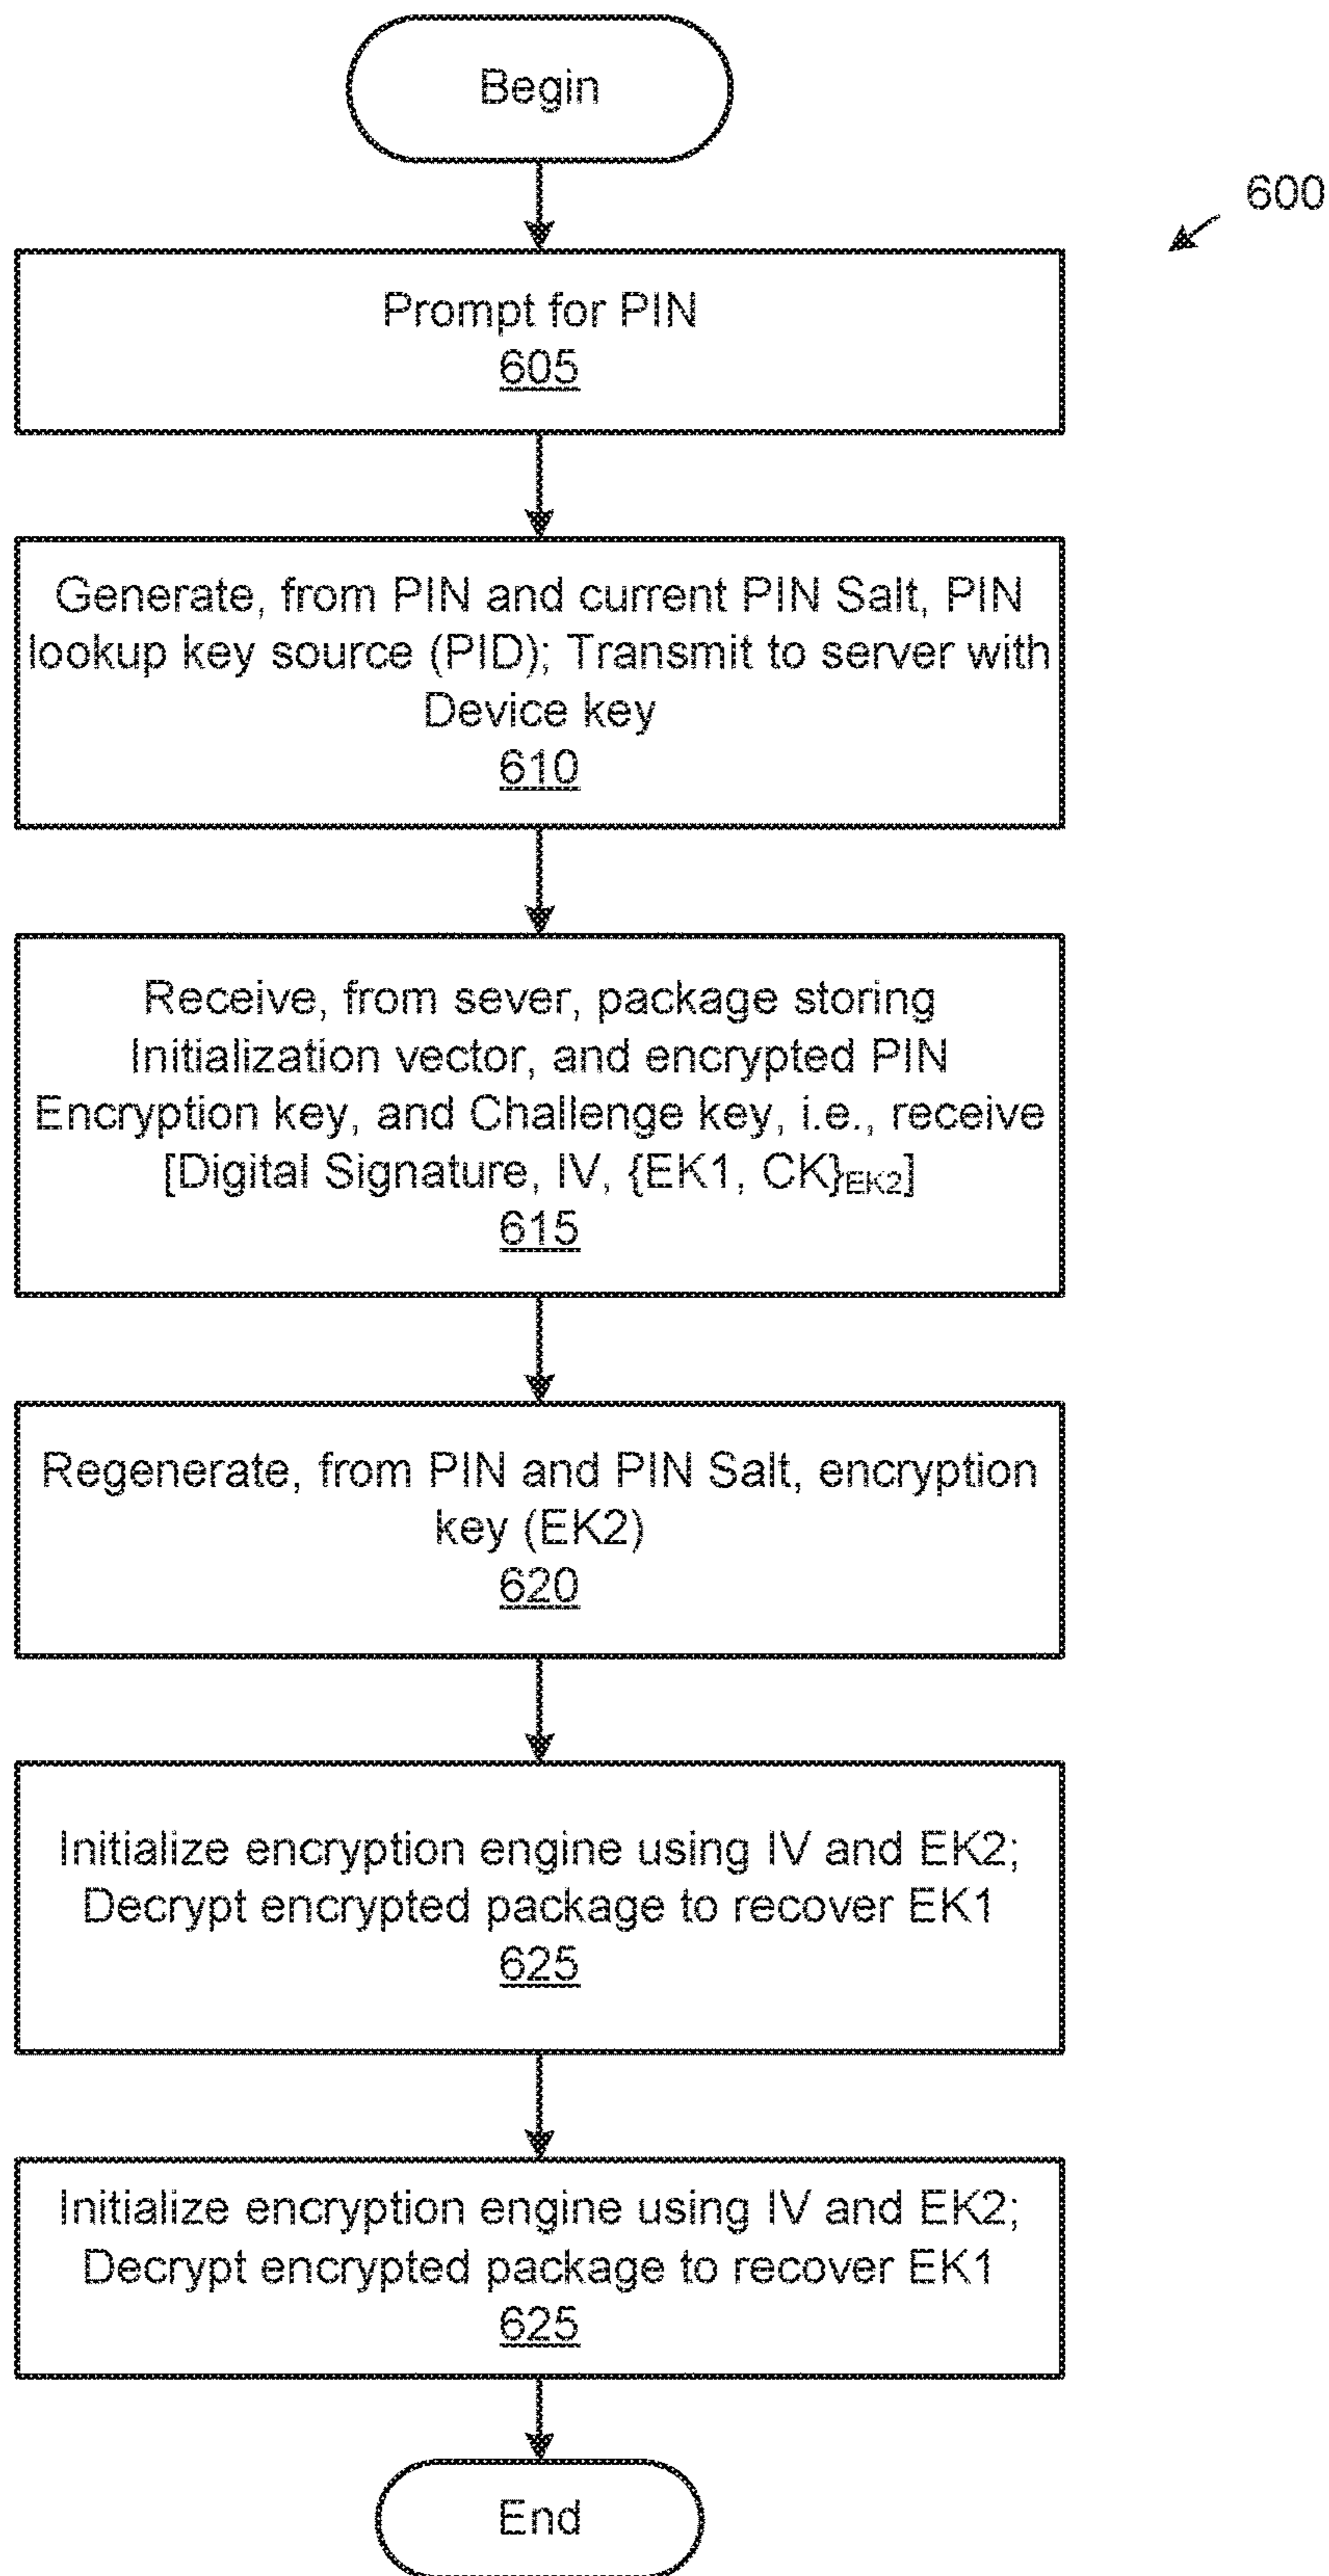 Begin
600
Prompt for PIN
605
Generate, from PIN and current PIN Salt, PIN
lookup key source (PID); Transmit to server with
Device key
610
Receive, from sever, package storing
Initialization vector, and encrypted PIN
Encryption key, and Challenge key, i.e., receive
[Digital Signature, IV, {EK1, CK}EK2]
615
Regenerate, from PIN and PIN Salt, encryption
key (EK2)
620
Initialize encryption engine using IV and EK2;
Decrypt encrypted package to recover EK1
625
Initialize encryption engine using IV and EK2;
Decrypt encrypted package to recover EK1
625
End